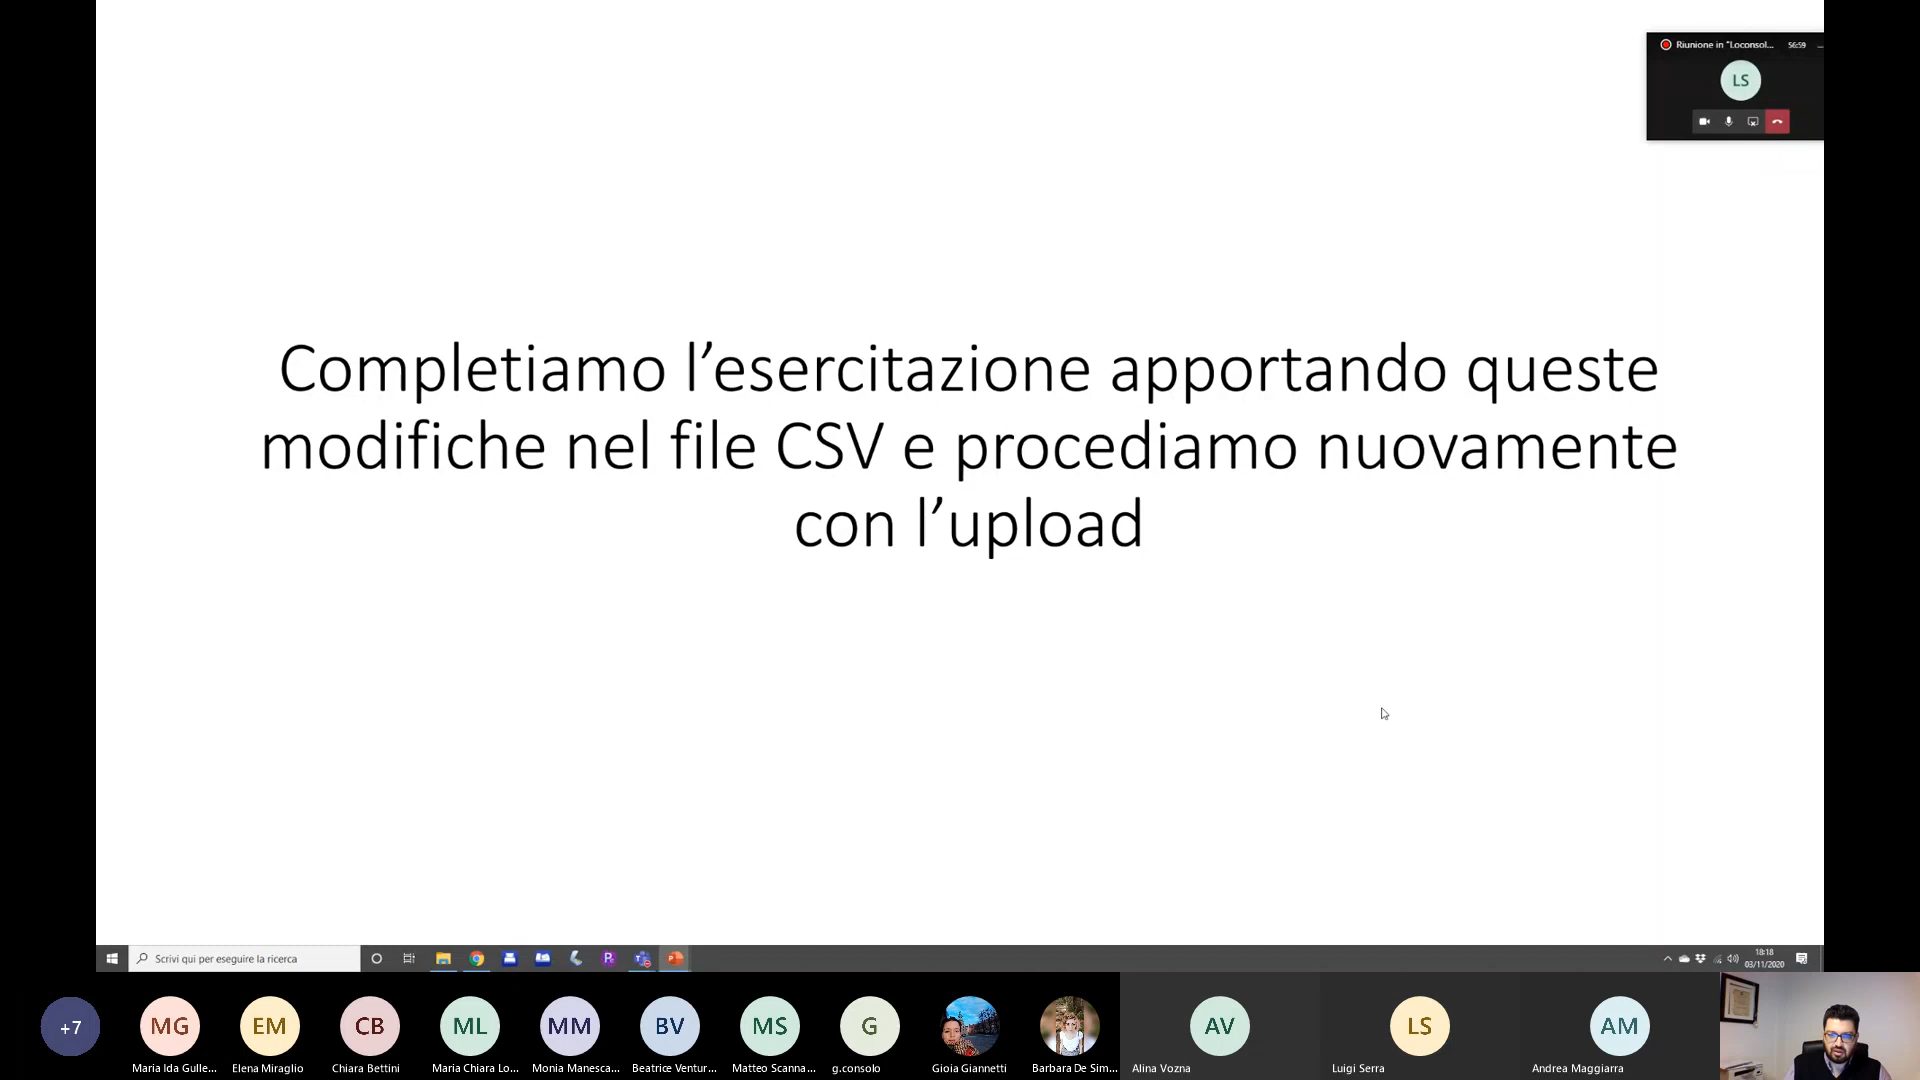 Riunione in "Loconsol... 56:59
LS
Completiamo l’esercitazione apportando queste
modifiche nel file CSV e procediamo nuovamente
con l’upload
Scrivi qui per eseguire la ricerca
18:18
03/11/2020
+7
MG
EM
CB
ML
MM
BV
MS
G
AV
LS
AM
Maria Ida Gulle...
Elena Miraglio
Chiara Bettini
Maria Chiara Lo...
Monia Manesca...
Beatrice Ventur...
Matteo Scanna...
g.consolo
Gioia Giannetti
Barbara De Sim...
Alina Vozna
Luigi Serra
Andrea Maggiarra